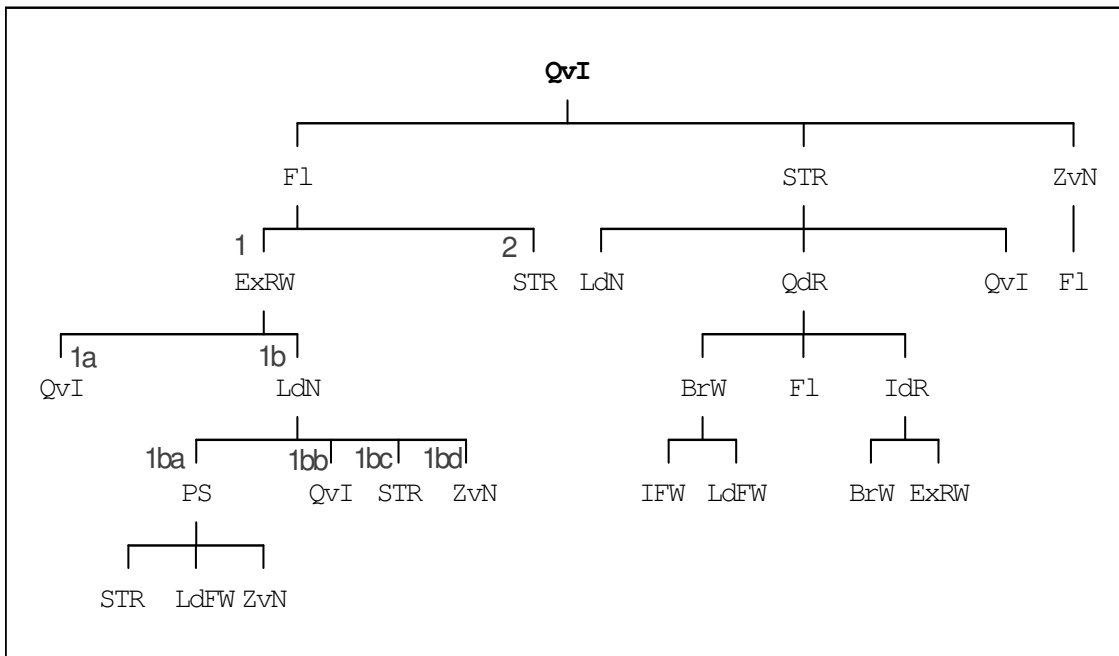 QvI
Fl STR ZvN
1 2
ExRW STR LdN QdR QvI Fl
1a 1b
QvI LdN BrW Fl IdR
1ba 1bb 1bc 1bd
PS QvI STR ZvN IFW LdFW BrW ExRW
STR LdFW ZvN